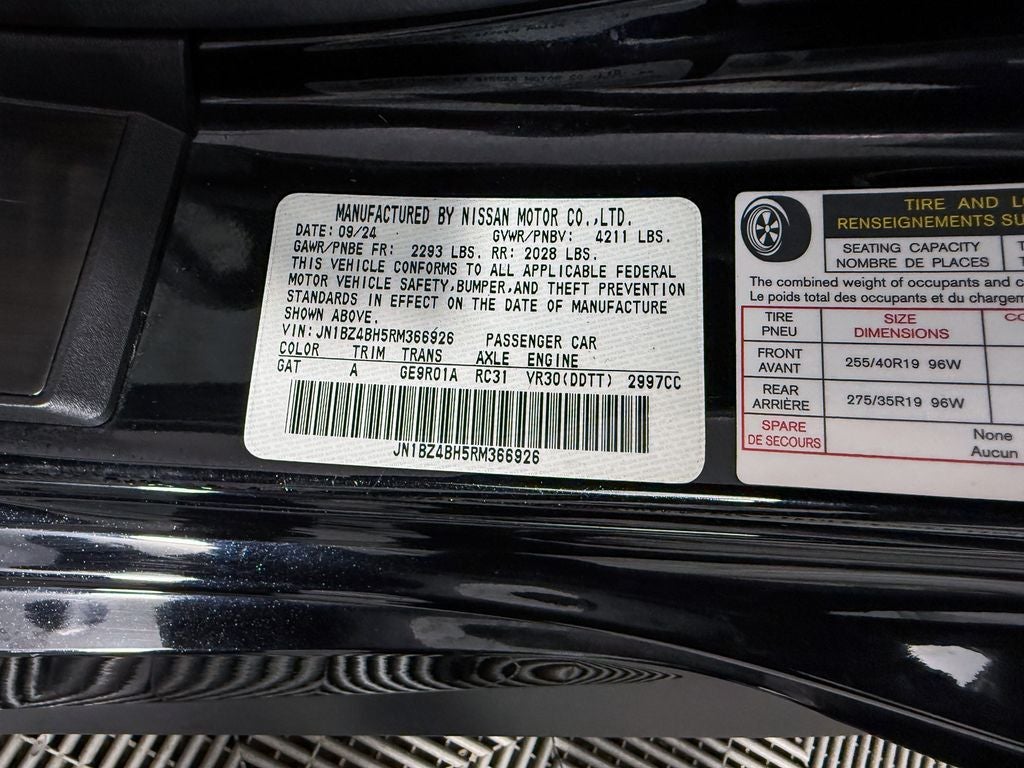 MANUFACTURED BY NISSAN MOTOR CO.,LTD.
DATE: 09/24 GVWR/PNBV: 4211 LBS.
GAWR/PNBE FR: 2293 LBS. RR: 2028 LBS.
THIS VEHICLE CONFORMS TO ALL APPLICABLE FEDERAL
MOTOR VEHICLE SAFETY,BUMPER,AND THEFT PREVENTION
STANDARDS IN EFFECT ON THE DATE OF MANUFACTURE
SHOWN ABOVE.
VIN:JN1BZ4BH5RM366926 PASSENGER CAR
COLOR TRIM TRANS AXLE ENGINE
GAT A GE9R01A RC31 VR30(DDTT) 2997CC
JN1BZ4BH5RM366926
TIRE AND
RENSEIGNEMENTS
SEATING CAPACITY
NOMBRE DE PLACES
The combined weight of occupants and
Le poids total des occupants et du
TIRE SIZE
PNEU DIMENSIONS
FRONT
AVANT 255/40R19 96W
REAR
ARRIÈRE 275/35R19 96W
SPARE None
DE SECOURS Aucun